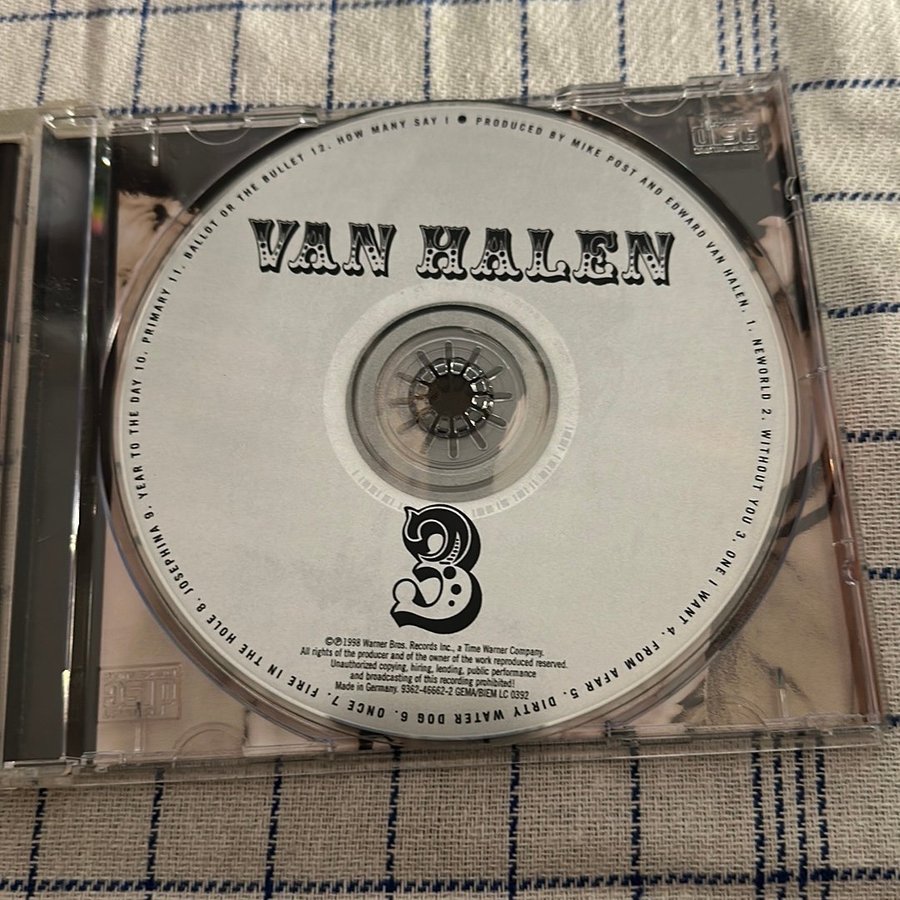 VAN HALEN
3
PRODUCED BY MIKE POST AND EDWARD VAN HALEN. 1. NEWORLD 2. WITHOUT YOU 3. ONE I WANT 4. FROM AFAR 5. DIRTY WATER DOG 6. ONCE 7. FIRE IN THE HOLE 8. JOSEPHINA 9. YEAR TO THE DAY 10. PRIMARY 11. BALLOT OR THE BULLET 12. HOW MANY SAY I •
©℗1998 Warner Bros. Records Inc., a Time Warner Company.
All rights of the producer and of the owner of the work reproduced reserved.
Unauthorized copying, hiring, lending, public performance
and broadcasting of this recording prohibited!
Made in Germany. 9362-46662-2 GEMA/BIEM LC 0392